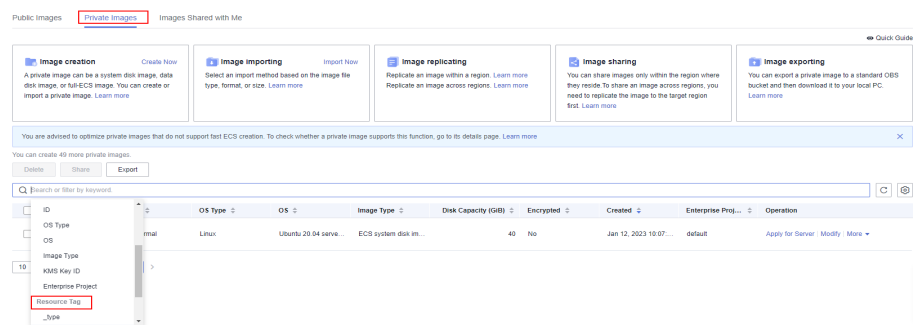 Public Images Private Images Images Shared with Me
Quick Guide
Image creation Create Now
A private image can be a system disk image, data
disk image, or full-ECS image. You can create or
import a private image. Learn more
Image importing Import Now
Select an import method based on the image file
type, format, or size. Learn more
Image replicating
Replicate an image within a region. Learn more
Replicate an image across regions. Learn more
Image sharing
You can share images only within the region where
they reside.To share an image across regions, you
need to replicate the image to the target region
first. Learn more
Image exporting
You can export a private image to a standard OBS
bucket and then download it to your local PC.
Learn more
You are advised to optimize private images that do not support fast ECS creation. To check whether a private image supports this function, go to its details page. Learn more
You can create 49 more private images.
Delete Share Export
Search or filter by keyword.
OS Type OS Image Type Disk Capacity (GiB) Encrypted Created Enterprise Proj... Operation
rmal Linux Ubuntu 20.04 serve... ECS system disk im... 40 No Jan 12, 2023 10:07:... default Apply for Server Modify More
10
ID
OS Type
OS
Image Type
KMS Key ID
Enterprise Project
Resource Tag
_type